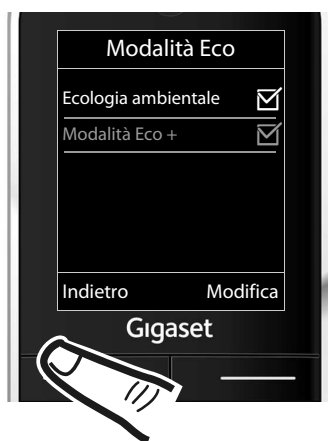 Modalità Eco
Ecologia ambientale
Modalità Eco +
Indietro Modifica
Gigaset